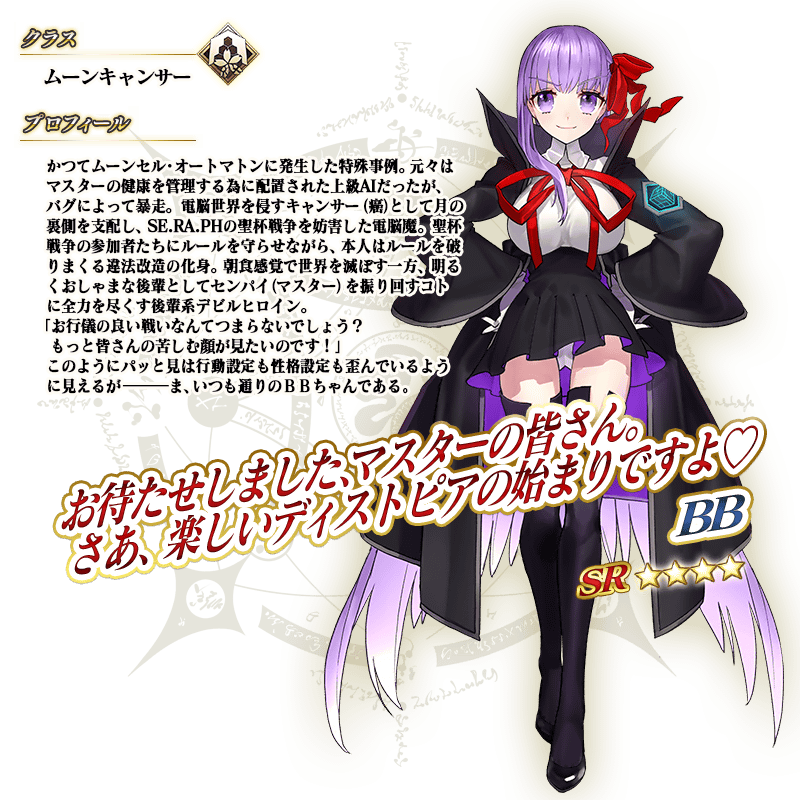 クラス
ムーンキャンサー
プロフィール
かつてムーンセル・オートマトンに発生した特殊事例。元々は
マスターの健康を管理する為に配置された上級AIだったが、
バグによって暴走。電脳世界を侵すキャンサー(癌)として月の
裏側を支配し、SE.RA.PHの聖杯戦争を妨害した電脳魔。聖杯
戦争の参加者たちにルールを守らせながら、本人はルールを破
りまくる違法改造の化身。朝食感覚で世界を滅ぼす一方、明る
くおしゃまな後輩としてセンパイ(マスター)を振り回すコト
に全力を尽くす後輩系デビルヒロイン。
「お行儀の良い戦いなんてつまらないでしょう?
もっと皆さんの苦しむ顔が見たいのです!」
このようにパッと見は行動設定も性格設定も歪んでいるよう
に見えるが―――ま、いつも通りのBBちゃんである。
お待たせしました、マスターの皆さん。
さあ、楽しいディストピアの始まりですよ♡
BB
SR ★★★★